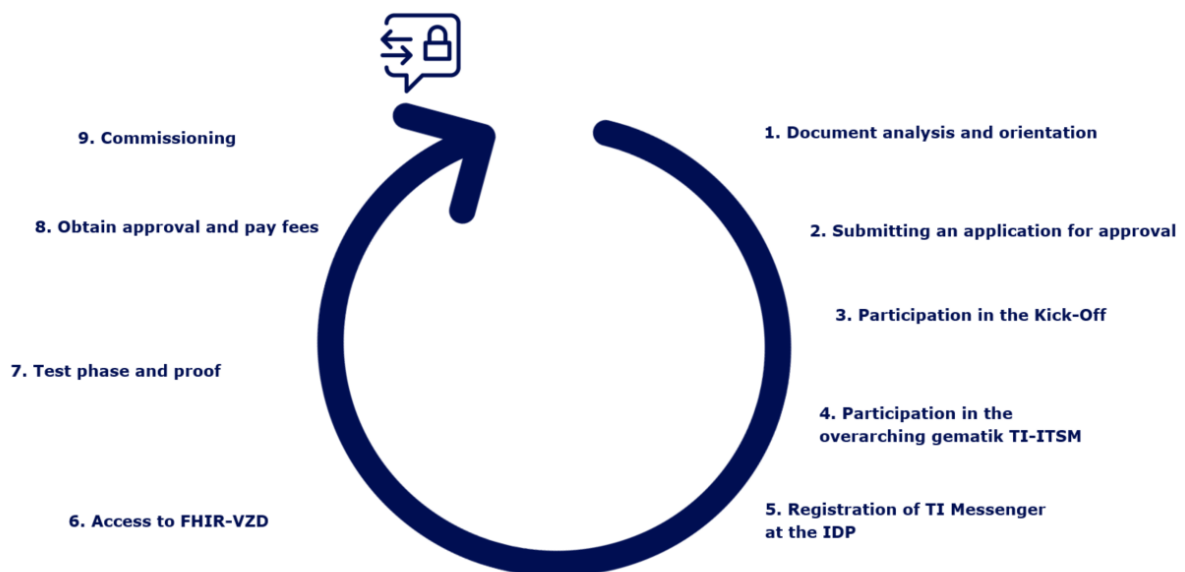 1. Document analysis and orientation
2. Submitting an application for approval
3. Participation in the Kick-Off
4. Participation in the
overarching gematik TI-ITSM
5. Registration of TI Messenger
at the IDP
6. Access to FHIR-VZD
7. Test phase and proof
8. Obtain approval and pay fees
9. Commissioning